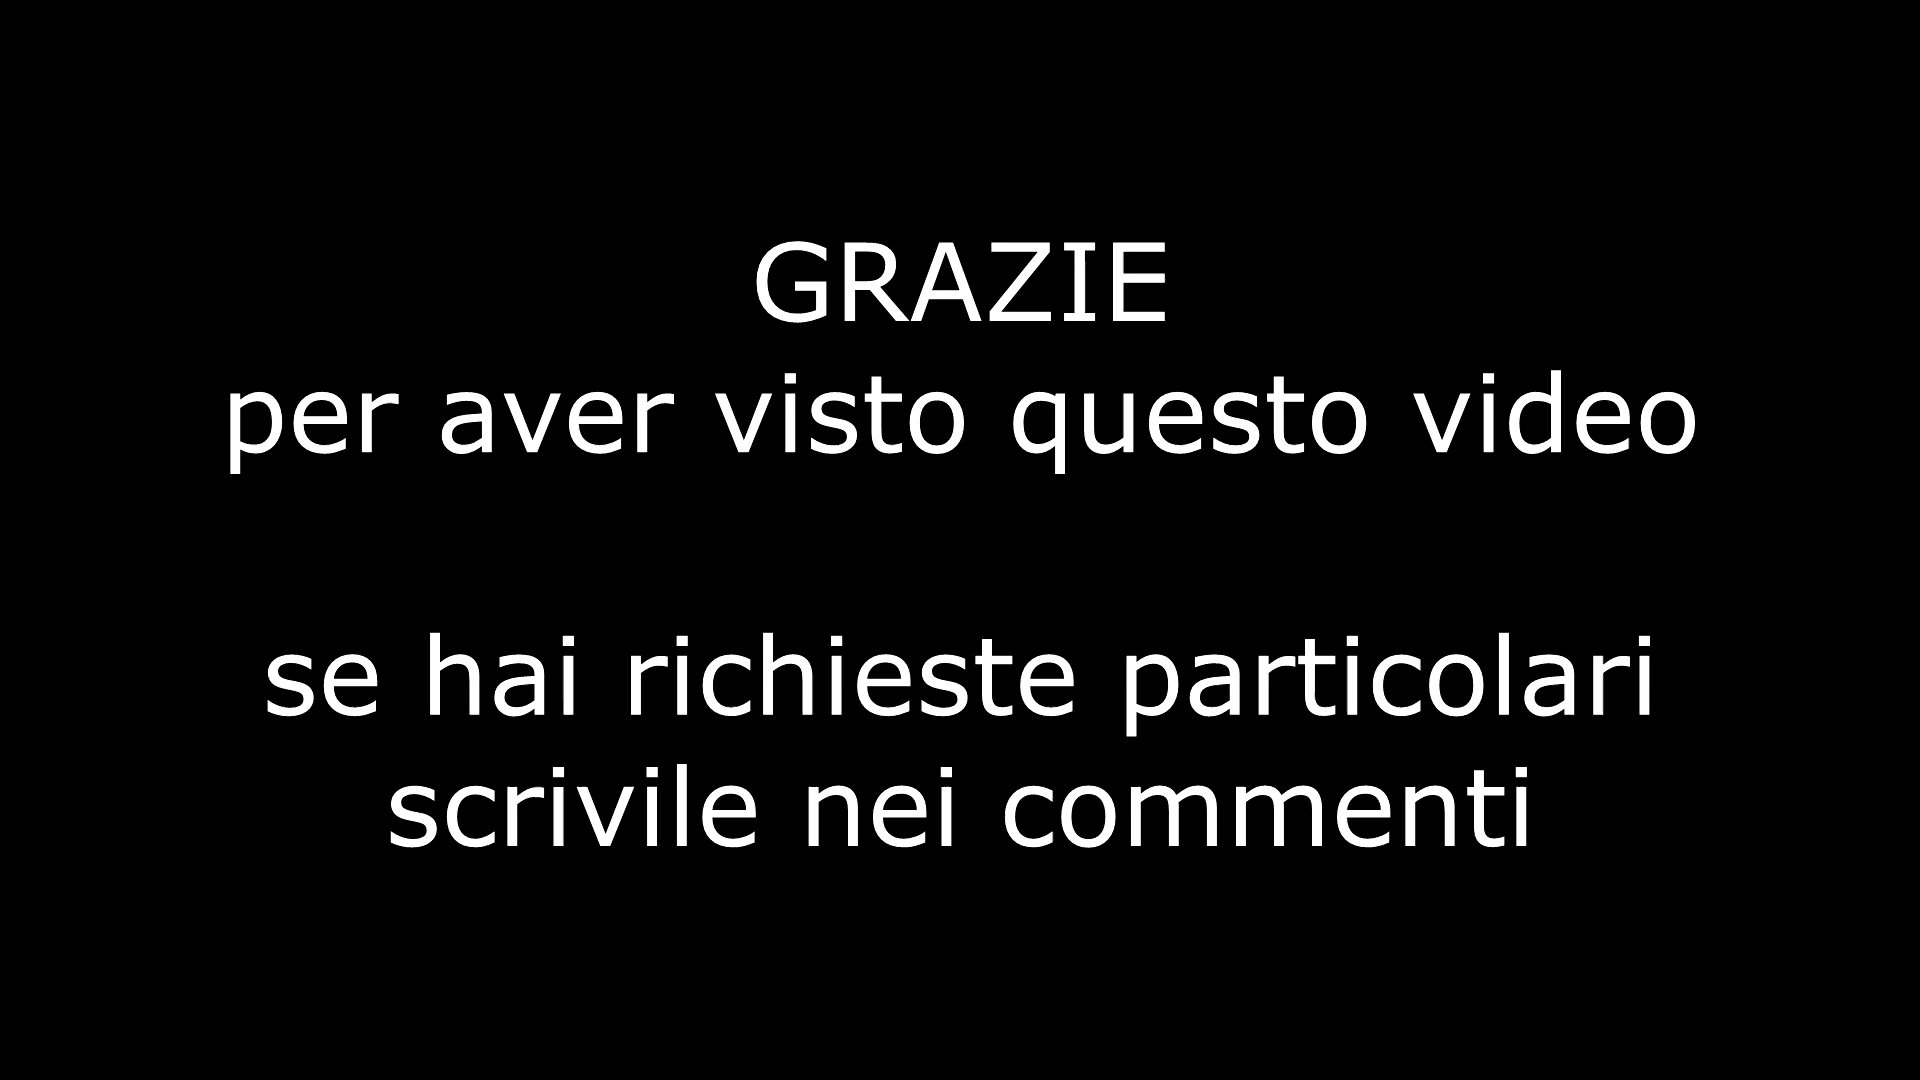 GRAZIE
per aver visto questo video
se hai richieste particolari
scrivile nei commenti